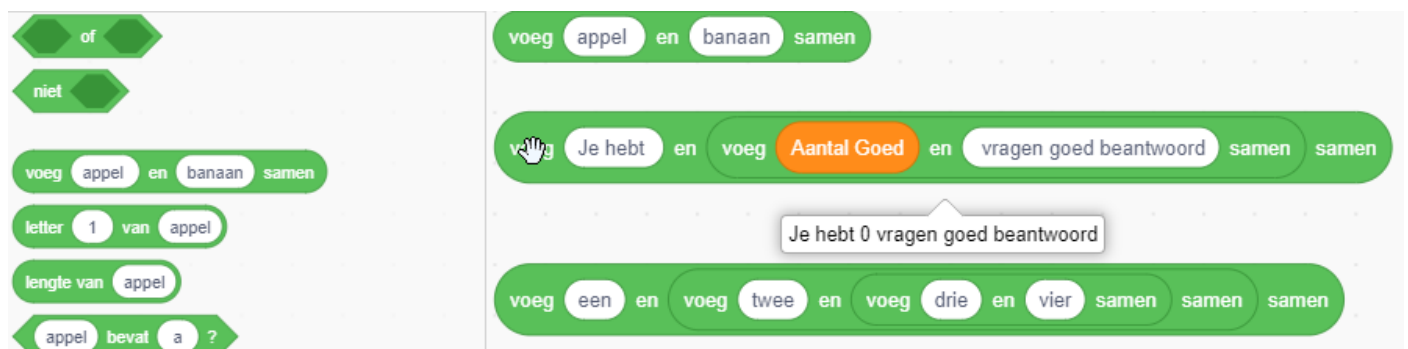 of
niet
voeg appel en banaan samen
letter 1 van appel
lengte van appel
appel bevat a ?
voeg appel en banaan samen
Je hebt en voeg Aantal Goed en vragen goed beantwoord samen samen
Je hebt 0 vragen goed beantwoord
voeg een en voeg twee en voeg drie en vier samen samen samen